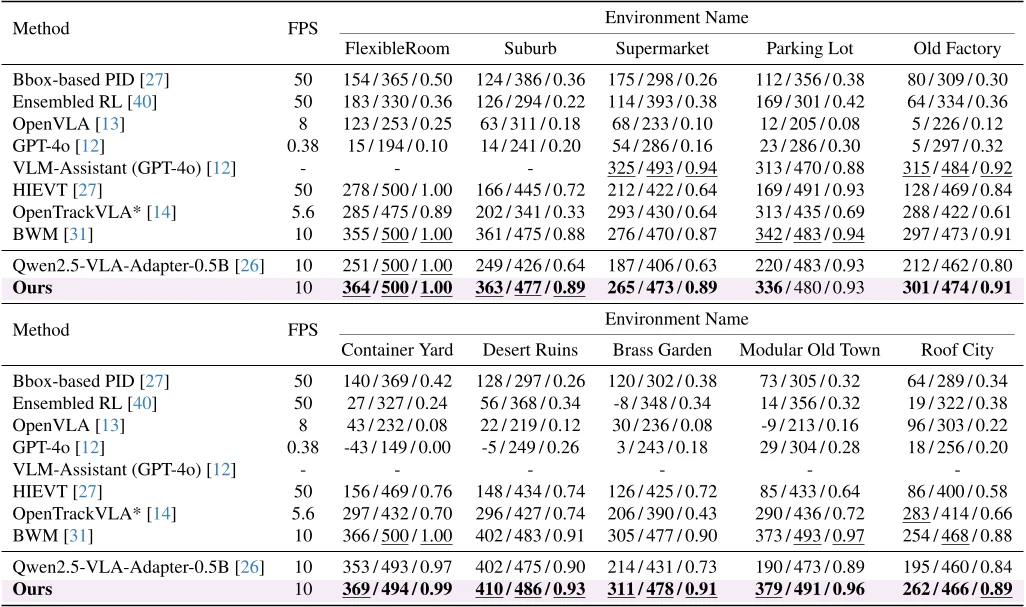 Method FPS Environment Name
FlexibleRoom Suburb Supermarket Parking Lot Old Factory
Bbox-based PID [27] 50 154/365/0.50 124/386/0.36 175/298/0.26 112/356/0.38 80/309/0.30
Ensembled RL [40] 50 183/330/0.36 126/294/0.22 114/393/0.38 169/301/0.42 64/334/0.36
OpenVLA [13] 8 123/253/0.25 63/311/0.18 68/233/0.10 12/205/0.08 5/226/0.12
GPT-4o [12] 0.38 15/194/0.10 14/241/0.20 54/286/0.16 23/286/0.30 5/297/0.32
VLM-Assistant (GPT-4o) [12] - - - 325/493/0.94 313/470/0.88 315/484/0.92
HIEVT [27] 50 278/500/1.00 166/445/0.72 212/422/0.64 169/491/0.93 128/469/0.84
OpenTrackVLA* [14] 5.6 285/475/0.89 202/341/0.33 293/430/0.64 313/435/0.69 288/422/0.61
BWM [31] 10 355/500/1.00 361/475/0.88 276/470/0.87 342/483/0.94 297/473/0.91
Qwen2.5-VLA-Adapter-0.5B [26] 10 251/500/1.00 249/426/0.64 187/406/0.63 220/483/0.93 212/462/0.80
Ours 10 364/500/1.00 363/477/0.89 265/473/0.89 336/480/0.93 301/474/0.91
Method FPS Environment Name
Container Yard Desert Ruins Brass Garden Modular Old Town Roof City
Bbox-based PID [27] 50 140/369/0.42 128/297/0.26 120/302/0.38 73/305/0.32 64/289/0.34
Ensembled RL [40] 50 27/327/0.24 56/368/0.34 -8/348/0.34 14/356/0.32 19/322/0.38
OpenVLA [13] 8 43/232/0.08 22/219/0.12 30/236/0.08 -9/213/0.16 96/303/0.22
GPT-4o [12] 0.38 -43/149/0.00 -5/249/0.26 3/243/0.18 29/304/0.28 18/256/0.20
VLM-Assistant (GPT-4o) [12] - - - - - -
HIEVT [27] 50 156/469/0.76 148/434/0.74 126/425/0.72 85/433/0.64 86/400/0.58
OpenTrackVLA* [14] 5.6 297/432/0.70 296/427/0.74 206/390/0.43 290/436/0.72 283/414/0.66
BWM [31] 10 366/500/1.00 402/483/0.91 305/477/0.90 373/493/0.97 254/468/0.88
Qwen2.5-VLA-Adapter-0.5B [26] 10 353/493/0.97 402/475/0.90 214/431/0.73 190/473/0.89 195/460/0.84
Ours 10 369/494/0.99 410/486/0.93 311/478/0.91 379/491/0.96 262/466/0.89